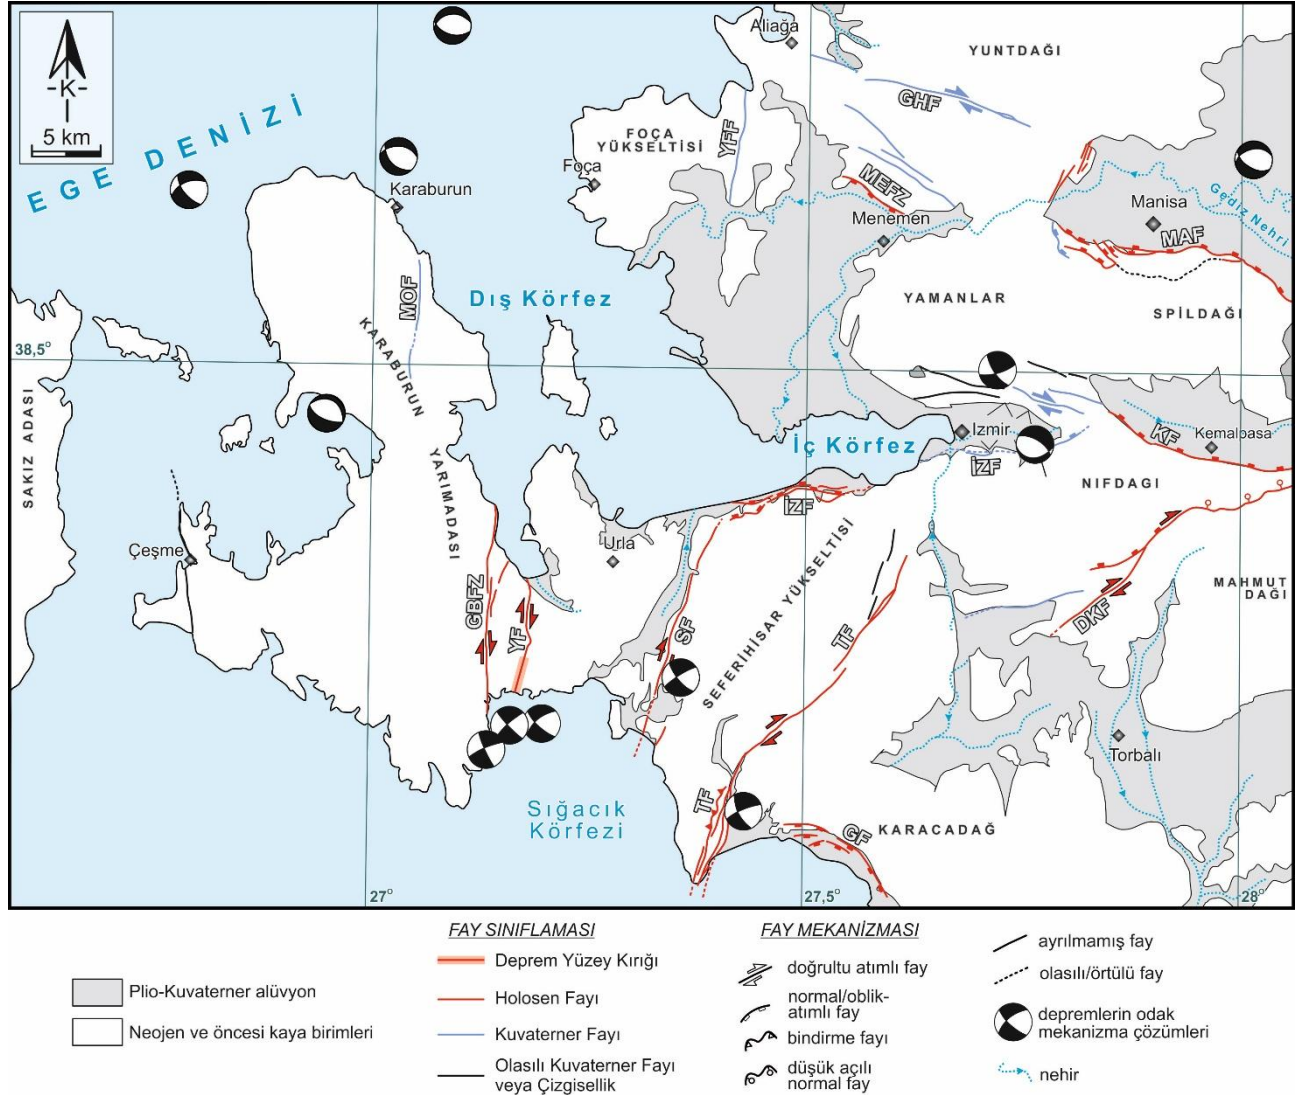 -K-
5 km
EGE DENİZİ
Aliağa
YUNTDAĞI
GHF
FOÇA
YÜKSELTİSİ
YFF
Foça
Karaburun
MEFZ
Menemen
Manisa
MAF
Gediz Nehri
MOF
Dış Körfez
YAMANLAR
SPİLDAĞI
38,5°
SAKIZ ADASI
KARABURUN
YARIMADASI
İç Körfez
Izmir
İZF
KF
Kemalpasa
NIFDAGI
İZF
Çeşme
Urla
GBFZ
YF
SF
SEFERIHİSAR YÜKSELTİSİ
TF
DKF
MAHMUT
DAĞI
Torbalı
Sığacık
Körfezi
TF
GF
KARACADAĞ
27°
27,5°
28°
FAY SINIFLAMASI
Deprem Yüzey Kırığı
Holosen Fayı
Kuvaterner Fayı
Olasılı Kuvaterner Fayı
veya Çizgisellik
Plio-Kuvaterner alüvyon
Neojen ve öncesi kaya birimleri
FAY MEKANİZMASI
doğrultu atımlı fay
normal/oblik-
atımlı fay
bindirme fayı
düşük açılı
normal fay
ayrılmamış fay
olasılı/örtülü fay
depremlerin odak
mekanizma çözümleri
nehir